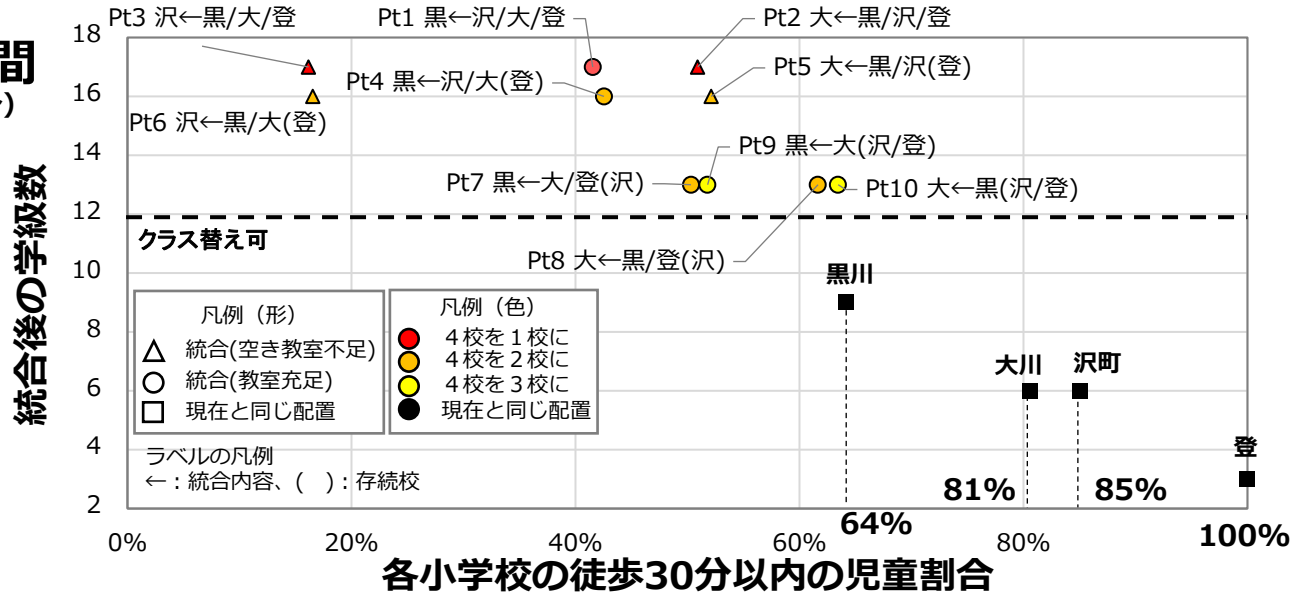 間
Pt3 沢←黒/大/登
Pt1 黒←沢/大/登
Pt2 大←黒/沢/登
Pt4 黒←沢/大(登)
Pt5 大←黒/沢(登)
Pt6 沢←黒/大(登)
Pt9 黒←大(沢/登)
Pt7 黒←大/登(沢)
Pt10 大←黒(沢/登)
Pt8 大←黒/登(沢)
クラス替え可
統合後の学級数
18
16
14
12
10
8
6
4
2
凡例（形）
統合(空き教室不足)
統合(教室充足)
現在と同じ配置
凡例（色）
４校を１校に
４校を２校に
４校を３校に
現在と同じ配置
ラベルの凡例
←：統合内容、(　)：存続校
黒川
大川
沢町
登
64%
81%
85%
100%
0%
20%
40%
60%
80%
各小学校の徒歩30分以内の児童割合